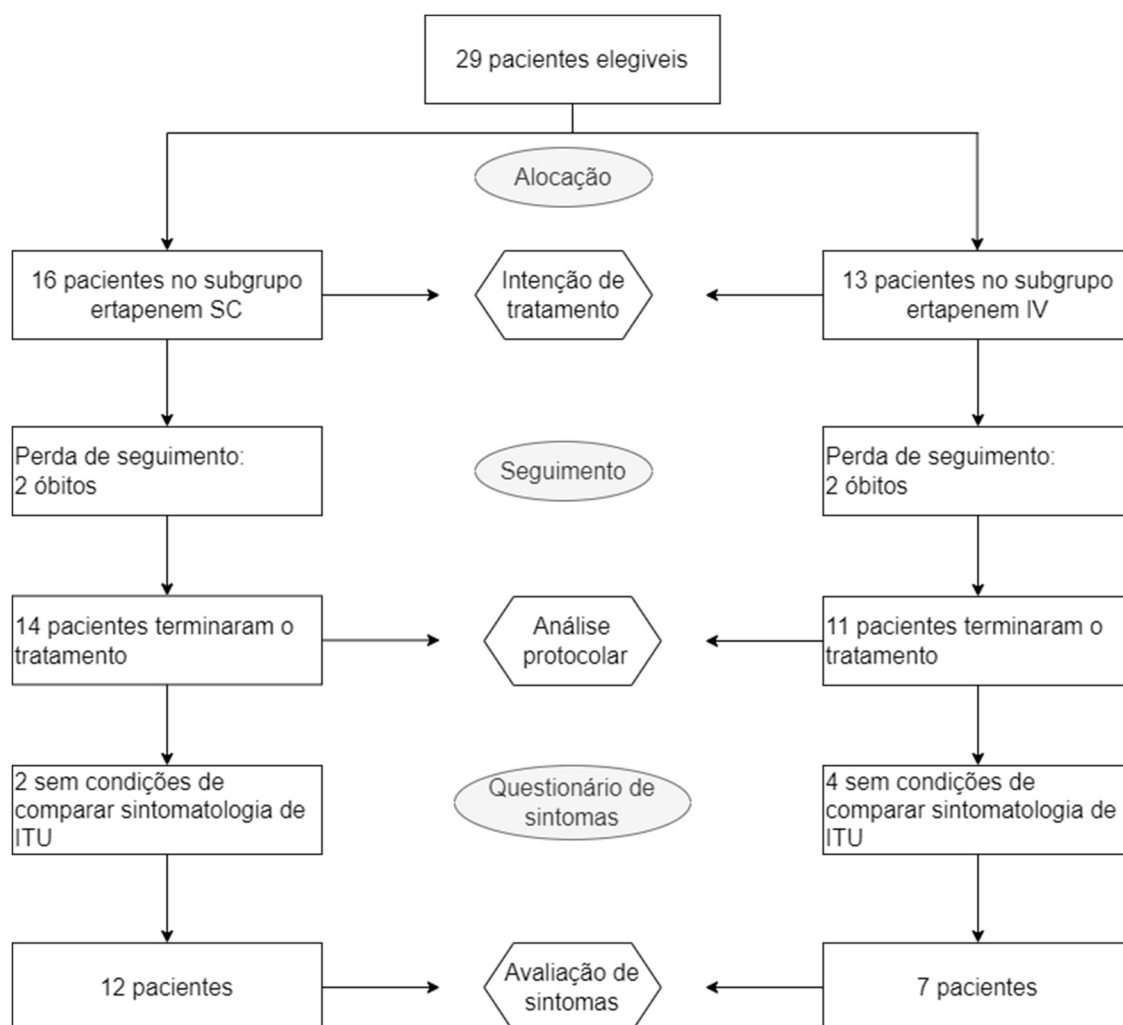 29 pacientes elegiveis
Alocação
16 pacientes no subgrupo
ertapenem SC
Intenção de
tratamento
13 pacientes no subgrupo
ertapenem IV
Perda de seguimento:
2 óbitos
Seguimento
Perda de seguimento:
2 óbitos
14 pacientes terminaram o
tratamento
Análise
protocolar
11 pacientes terminaram o
tratamento
2 sem condições de
comparar sintomatologia de
ITU
Questionário de
sintomas
4 sem condições de
comparar sintomatologia de
ITU
12 pacientes
Avaliação de
sintomas
7 pacientes